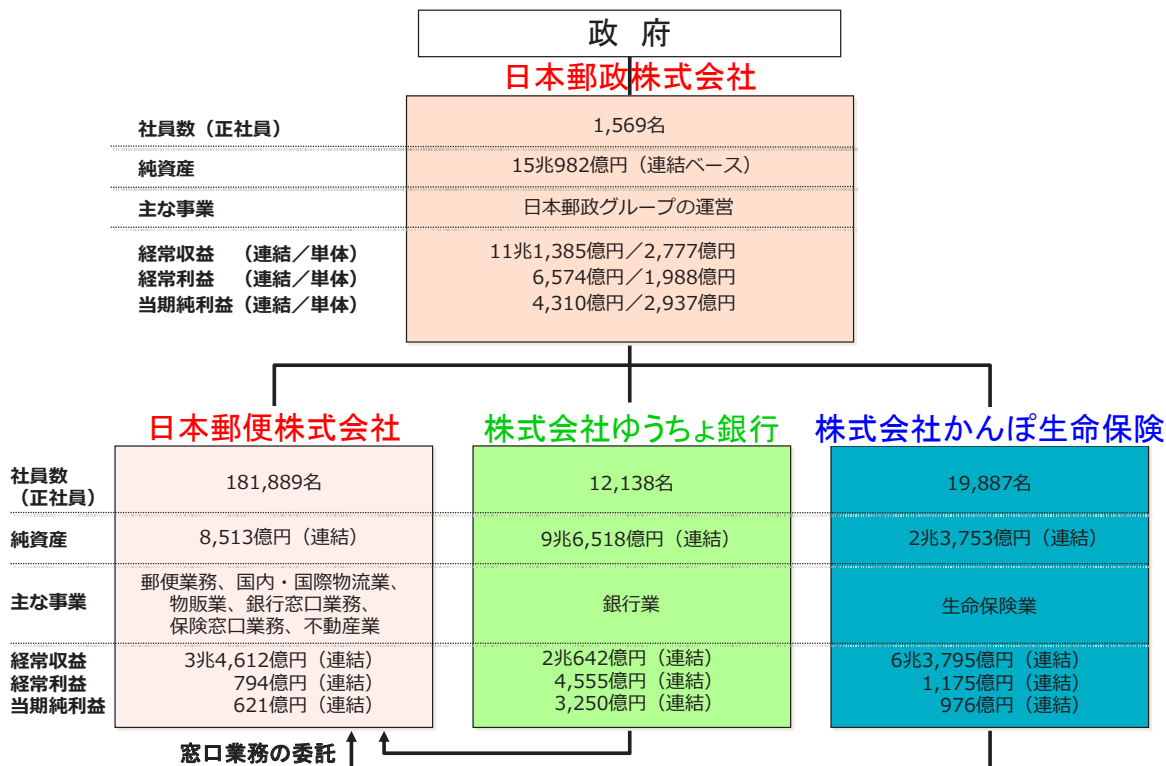 政 府
日本郵政株式会社
社員数（正社員） 1,569名
純資産 15兆982億円（連結ベース）
主な事業 日本郵政グループの運営
経常収益 （連結／単体） 11兆1,385億円／2,777億円
経常利益 （連結／単体） 6,574億円／1,988億円
当期純利益（連結／単体） 4,310億円／2,937億円
日本郵便株式会社 株式会社ゆうちょ銀行 株式会社かんぽ生命保険
社員数
（正社員） 181,889名 12,138名 19,887名
純資産 8,513億円（連結） 9兆6,518億円（連結） 2兆3,753億円（連結）
郵便業務、国内・国際物流業、
主な事業 物販業、銀行窓口業務、 銀行業 生命保険業
保険窓口業務、不動産業
経常収益 3兆4,612億円（連結） 2兆642億円（連結） 6兆3,795億円（連結）
経常利益 794億円（連結） 4,555億円（連結） 1,175億円（連結）
当期純利益 621億円（連結） 3,250億円（連結） 976億円（連結）
窓口業務の委託